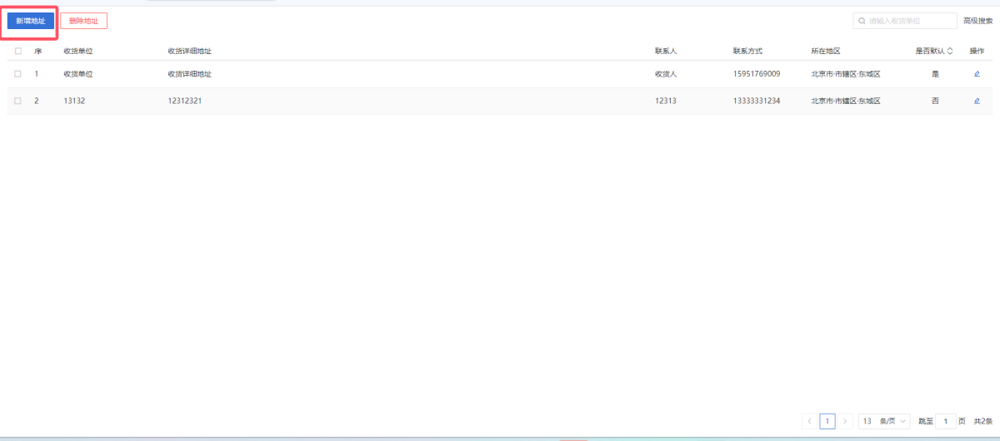 新增地址 删除地址 请输入收货单位 高级搜索
序 收货单位 收货详细地址 联系人 联系方式 所在地区 是否默认 操作
1 收货单位 收货详细地址 收货人 15951769009 北京市·市辖区·东城区 是
2 13132 12312321 12313 13333331234 北京市·市辖区·东城区 否
1 13 条/页 跳至 1 页 共2条